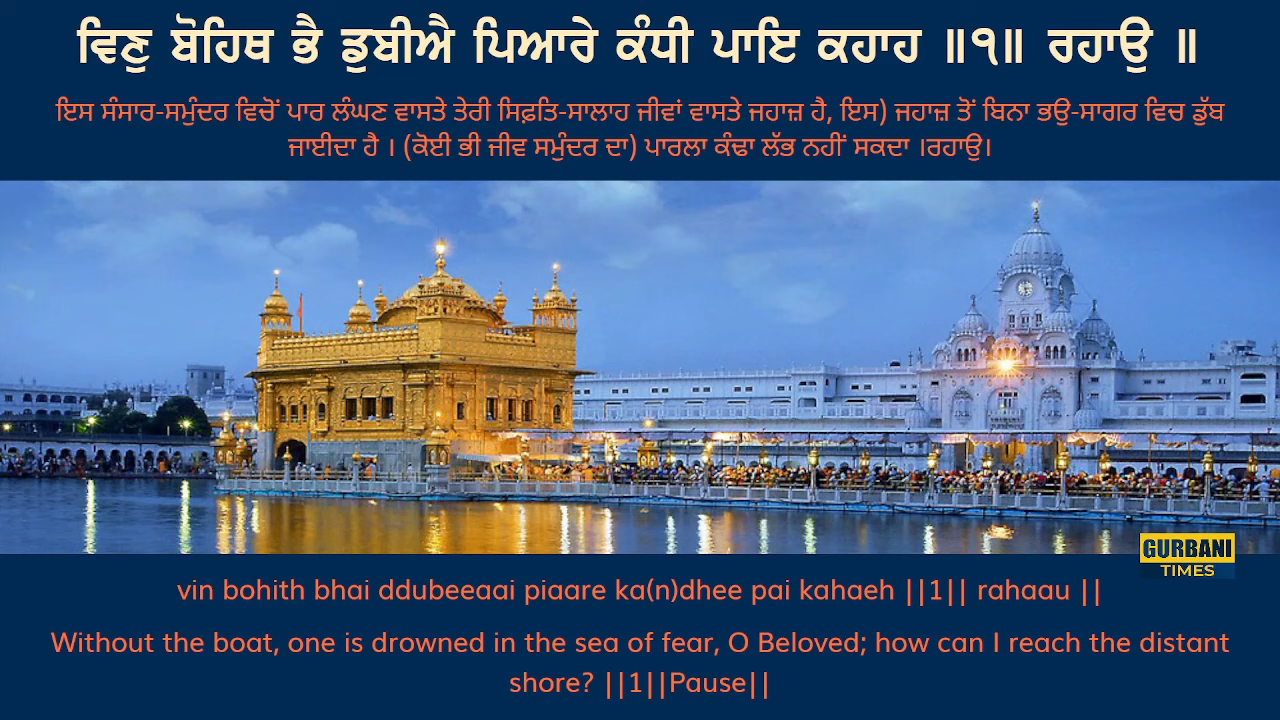 ਵਿਣੁ ਬੋਹਿਥ ਭੈ ਡੁਬੀਐ ਪਿਆਰੇ ਕੰਧੀ ਪਾਇ ਕਹਾਹ ॥੧॥ ਰਹਾਉ ॥
ਇਸ ਸੰਸਾਰ-ਸਮੁੰਦਰ ਵਿਚੋਂ ਪਾਰ ਲੰਘਣ ਵਾਸਤੇ ਤੇਰੀ ਸਿਫ਼ਤਿ-ਸਾਲਾਹ ਜੀਵਾਂ ਵਾਸਤੇ ਜਹਾਜ਼ ਹੈ, ਇਸ) ਜਹਾਜ਼ ਤੋਂ ਬਿਨਾ ਭਉ-ਸਾਗਰ ਵਿਚ ਡੁੱਬ
ਜਾਈਦਾ ਹੈ । (ਕੋਈ ਭੀ ਜੀਵ ਸਮੁੰਦਰ ਦਾ) ਪਾਰਲਾ ਕੰਢਾ ਲੱਭ ਨਹੀਂ ਸਕਦਾ ।ਰਹਾਉ।
GURBANI
TIMES
vin bohith bhai ddubeeaai piaare ka(n)dhee pai kahaeh ||1|| rahaau ||
Without the boat, one is drowned in the sea of fear, O Beloved; how can I reach the distant
shore? ||1||Pause||